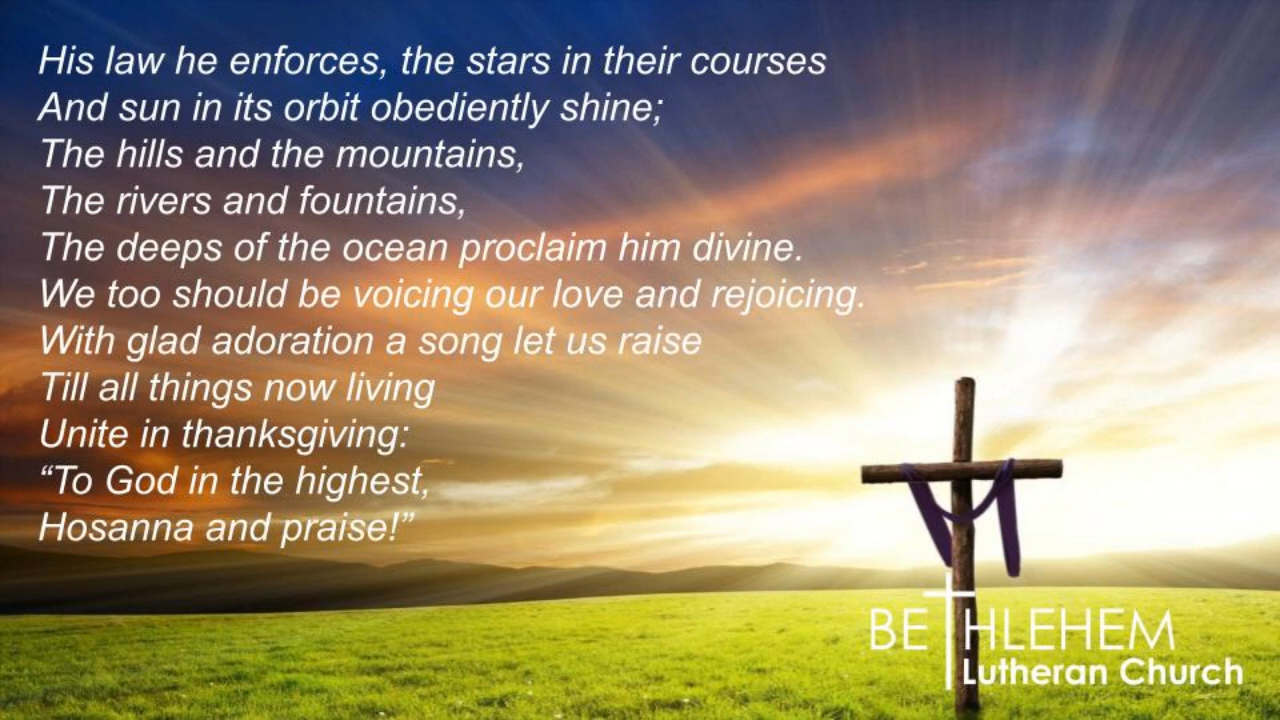 His law he enforces, the stars in their courses
And sun in its orbit obediently shine;
The hills and the mountains,
The rivers and fountains,
The deeps of the ocean proclaim him divine.
We too should be voicing our love and rejoicing.
With glad adoration a song let us raise
Till all things now living
Unite in thanksgiving:
“To God in the highest,
Hosanna and praise!”
BETHLEHEM
Lutheran Church